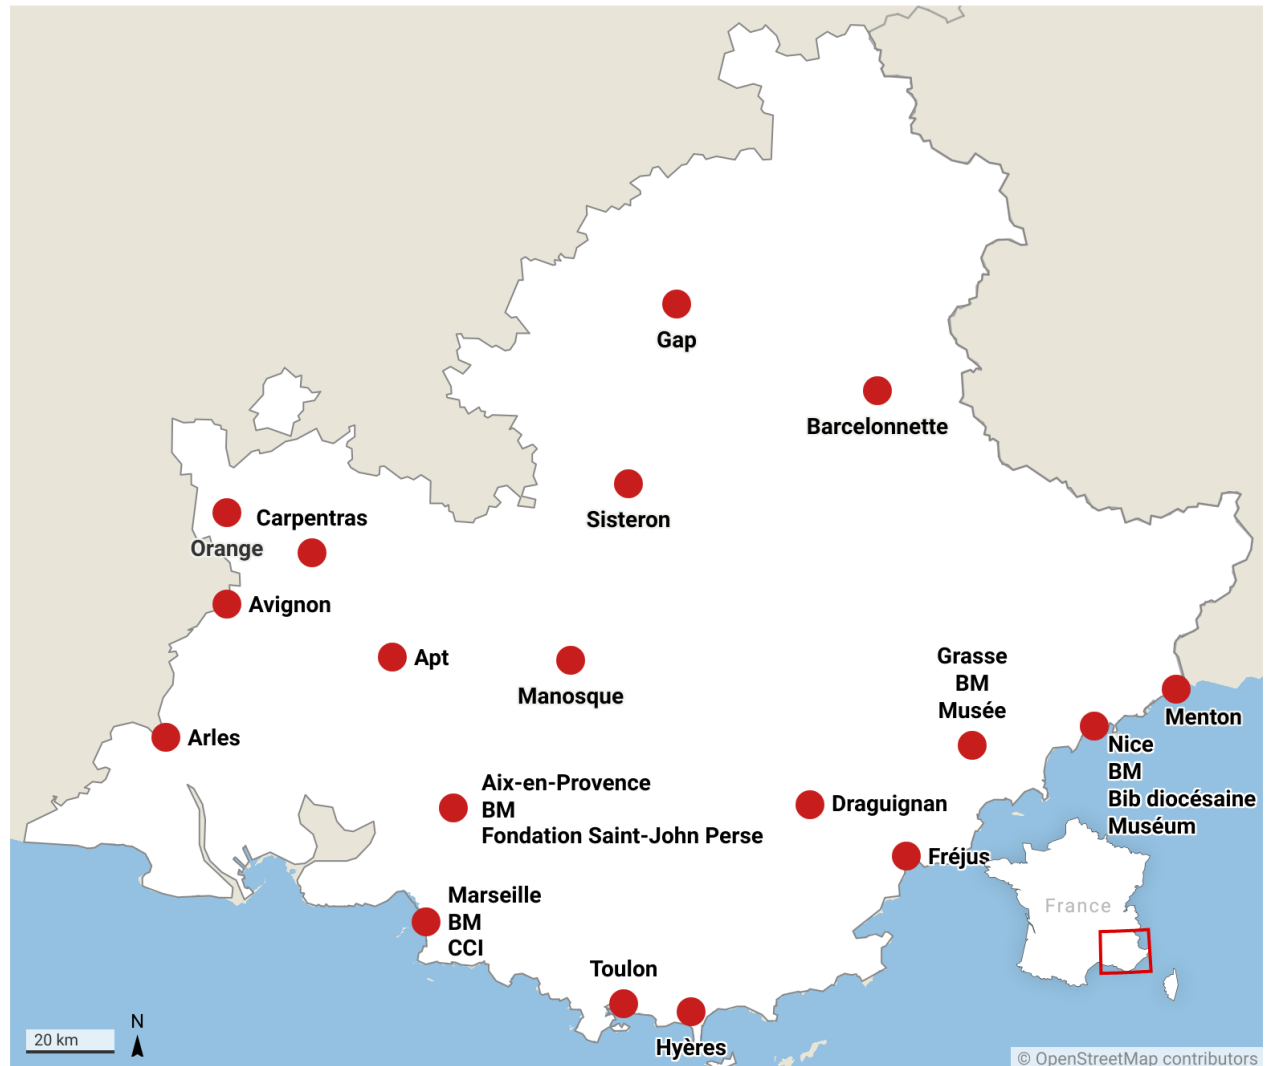 Gap
Barcelonnette
Sisteron
Carpentras
Orange
Avignon
Apt
Manosque
Grasse
BM
Musée
Menton
Arles
Nice
BM
Bib diocésaine
Muséum
Aix-en-Provence
BM
Fondation Saint-John Perse
Draguignan
Fréjus
Marseille
BM
CCI
France
Toulon
Hyères
20 km
N
© OpenStreetMap contributors